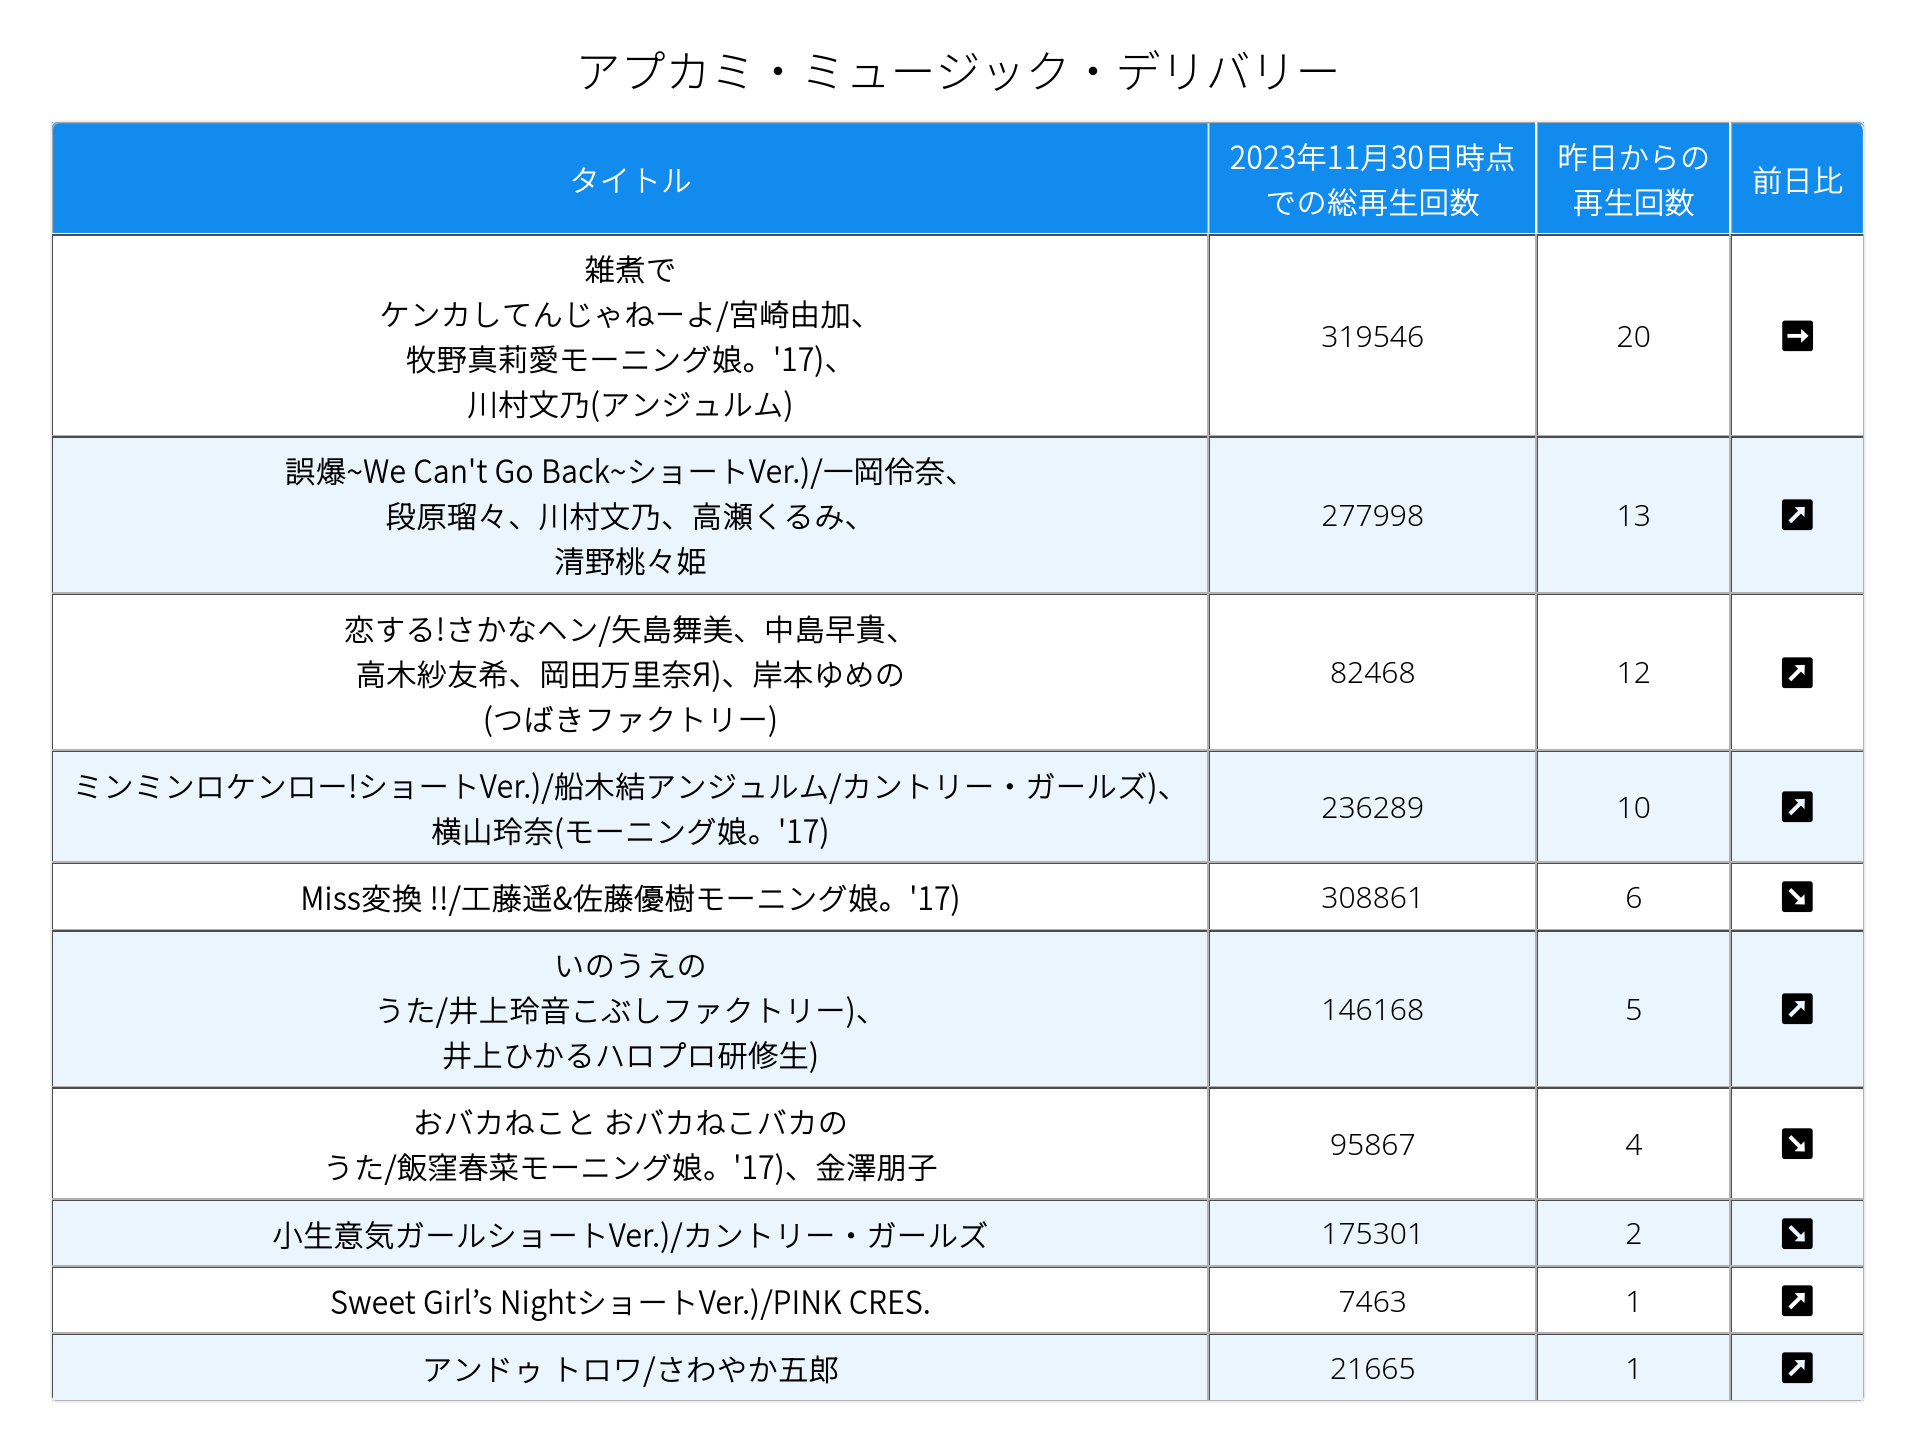 アプカミ・ミュージック・デリバリー
タイトル
2023年11月30日時点
での総再生回数
昨日からの
再生回数
前日比
雑煮で
ケンカしてんじゃねーよ/宮崎由加、
牧野真莉愛モーニング娘。'17)、
川村文乃(アンジュルム)
319546
20
誤爆~We Can't Go Back~ショートVer.)/一岡伶奈、
段原瑠々、川村文乃、高瀬くるみ、
清野桃々姫
277998
13
恋する!さかなヘン/矢島舞美、中島早貴、
高木紗友希、岡田万里奈Я)、岸本ゆめの
(つばきファクトリー)
82468
12
ミンミンロケンロー!ショートVer.)/船木結アンジュルム/カントリー・ガールズ)、
横山玲奈(モーニング娘。'17)
236289
10
Miss変換 !!/工藤遥&佐藤優樹モーニング娘。'17)
308861
6
いのうえの
うた/井上玲音こぶしファクトリー)、
井上ひかるハロプロ研修生)
146168
5
おバカねこと おバカねこバカの
うた/飯窪春菜モーニング娘。'17)、金澤朋子
95867
4
小生意気ガールショートVer.)/カントリー・ガールズ
175301
2
Sweet Girl’s NightショートVer.)/PINK CRES.
7463
1
アンドゥ トロワ/さわやか五郎
21665
1